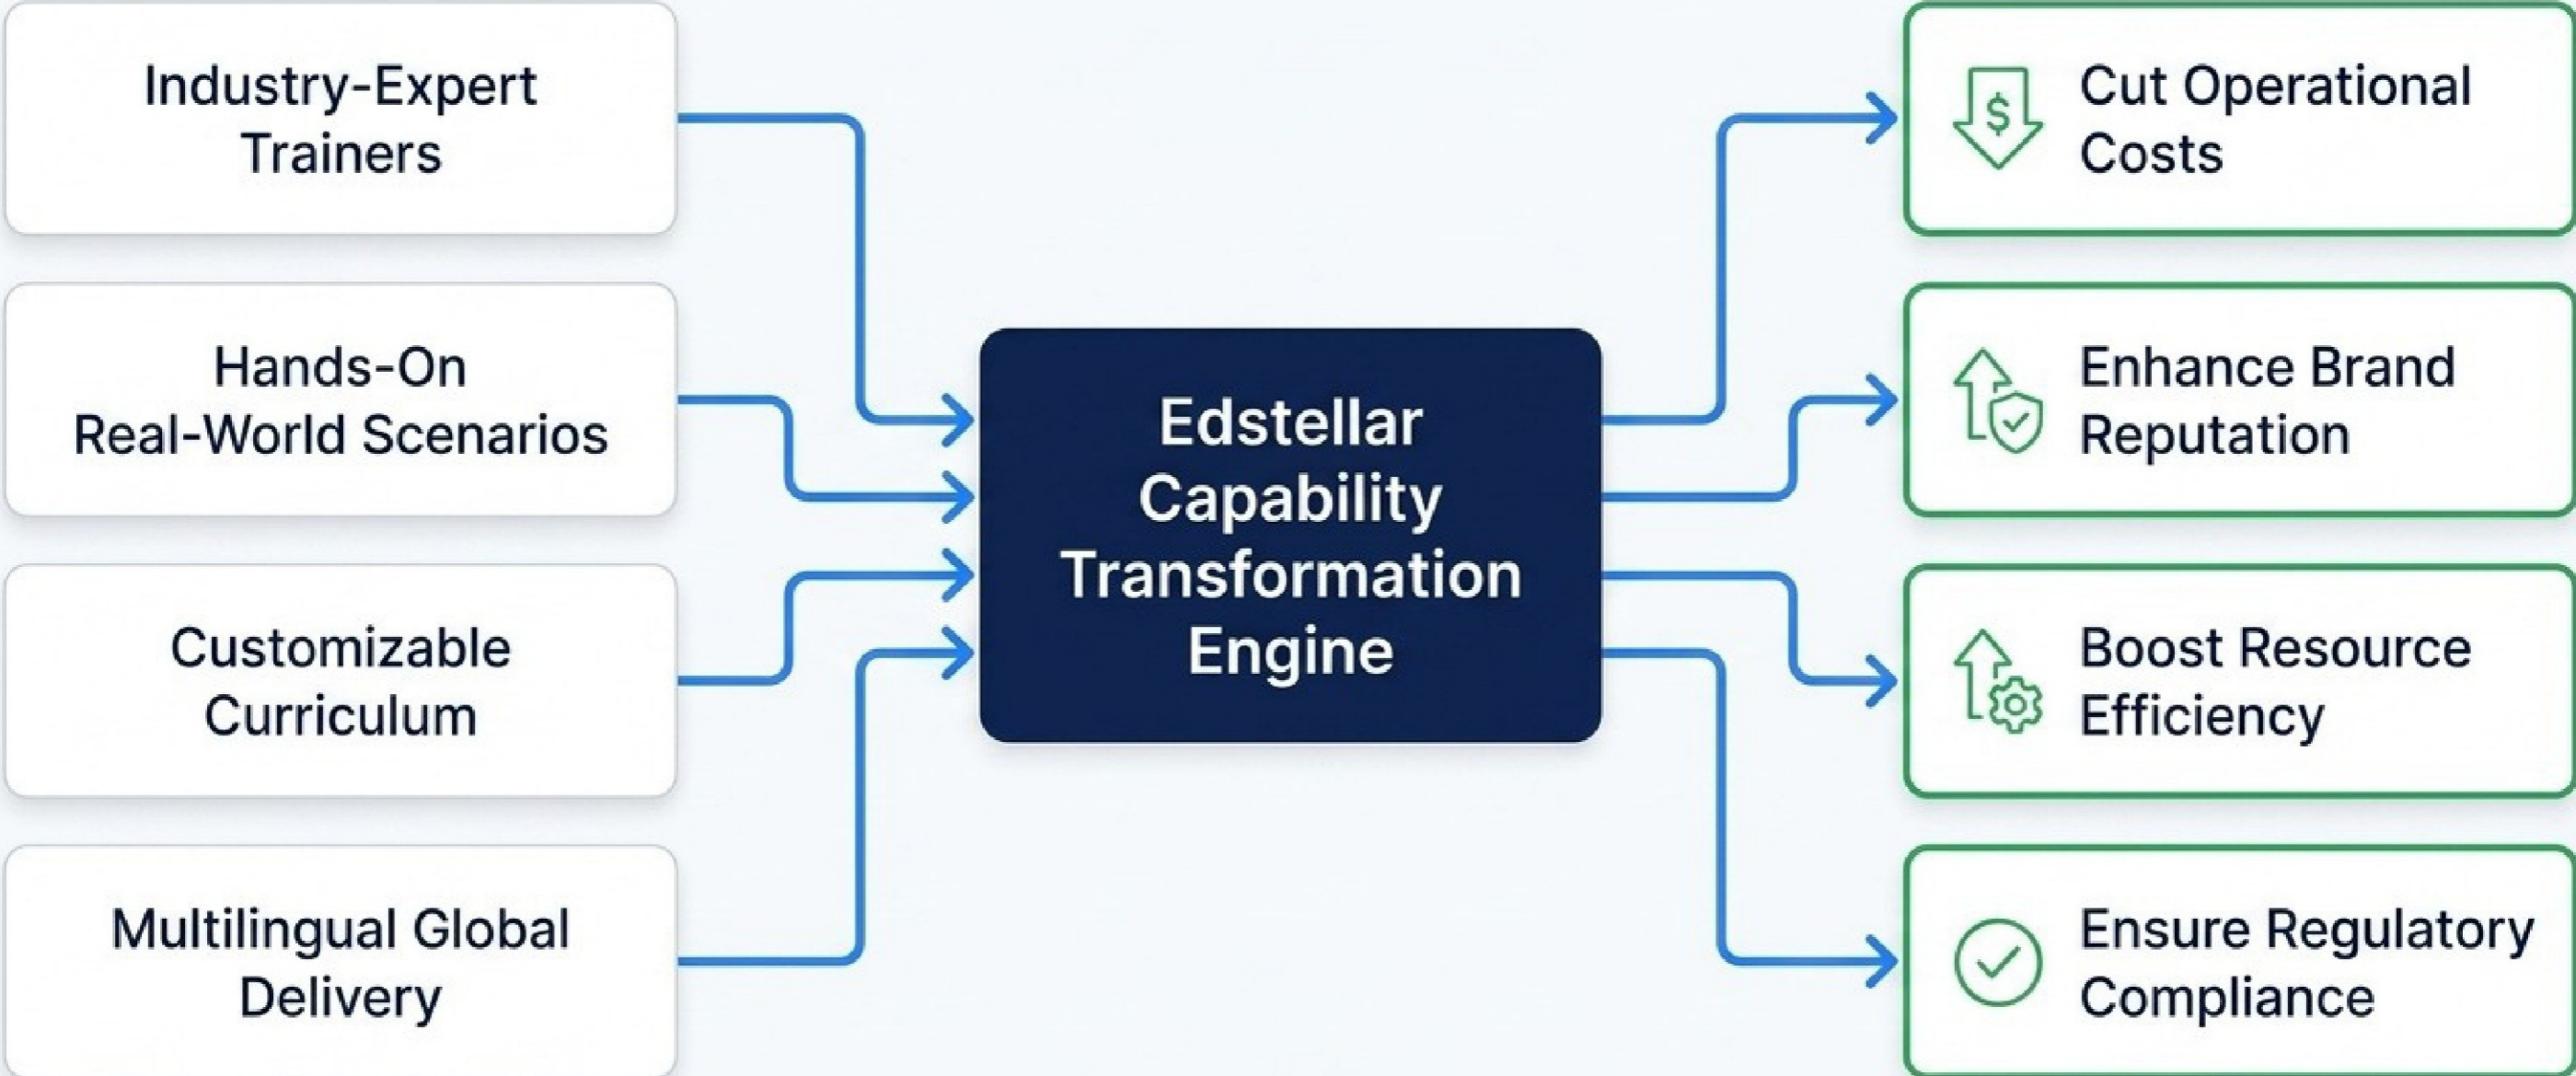 Industry-Expert
Trainers
Hands-On
Real-World Scenarios
Customizable
Curriculum
Multilingual Global
Delivery
Edstellar
Capability
Transformation
Engine
$
Cut Operational
Costs
Enhance Brand
Reputation
Boost Resource
Efficiency
Ensure Regulatory
Compliance